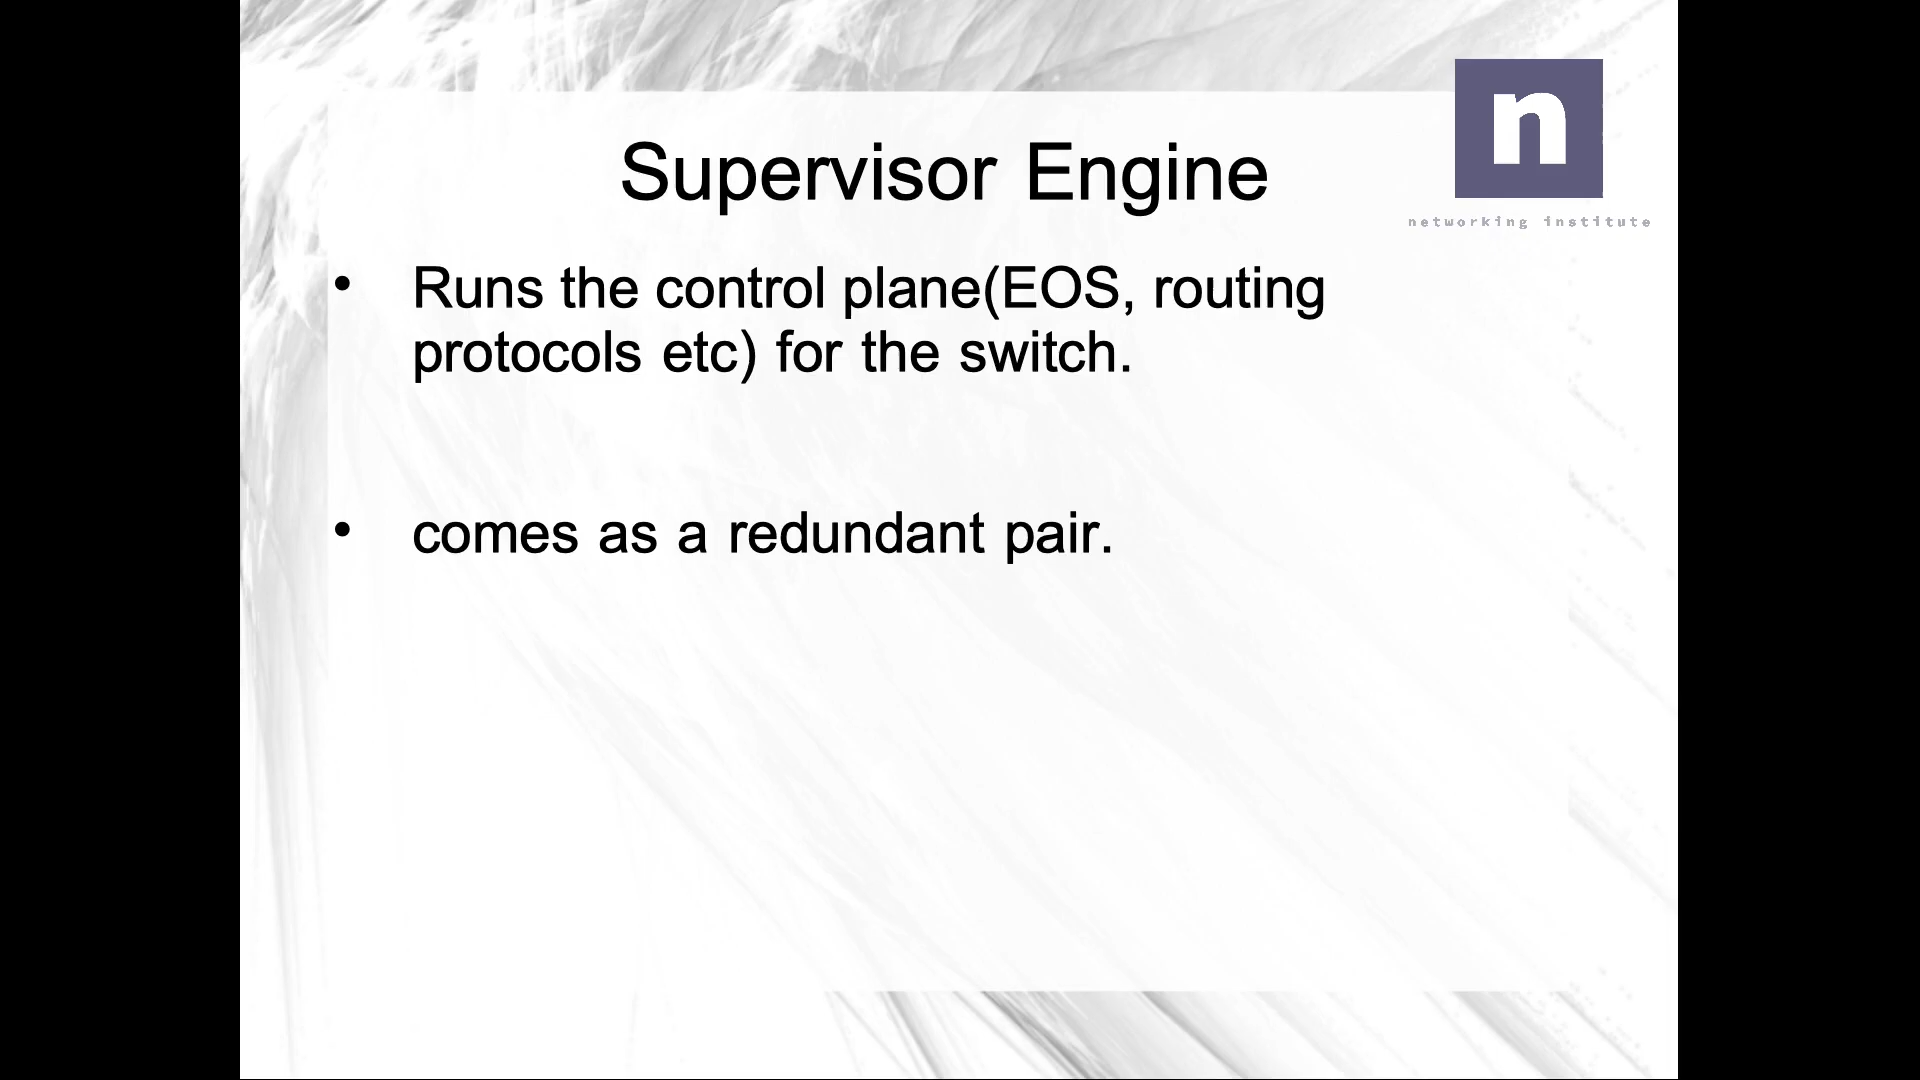 n
networking institute
Supervisor Engine
• Runs the control plane(EOS, routing
protocols etc) for the switch.
• comes as a redundant pair.